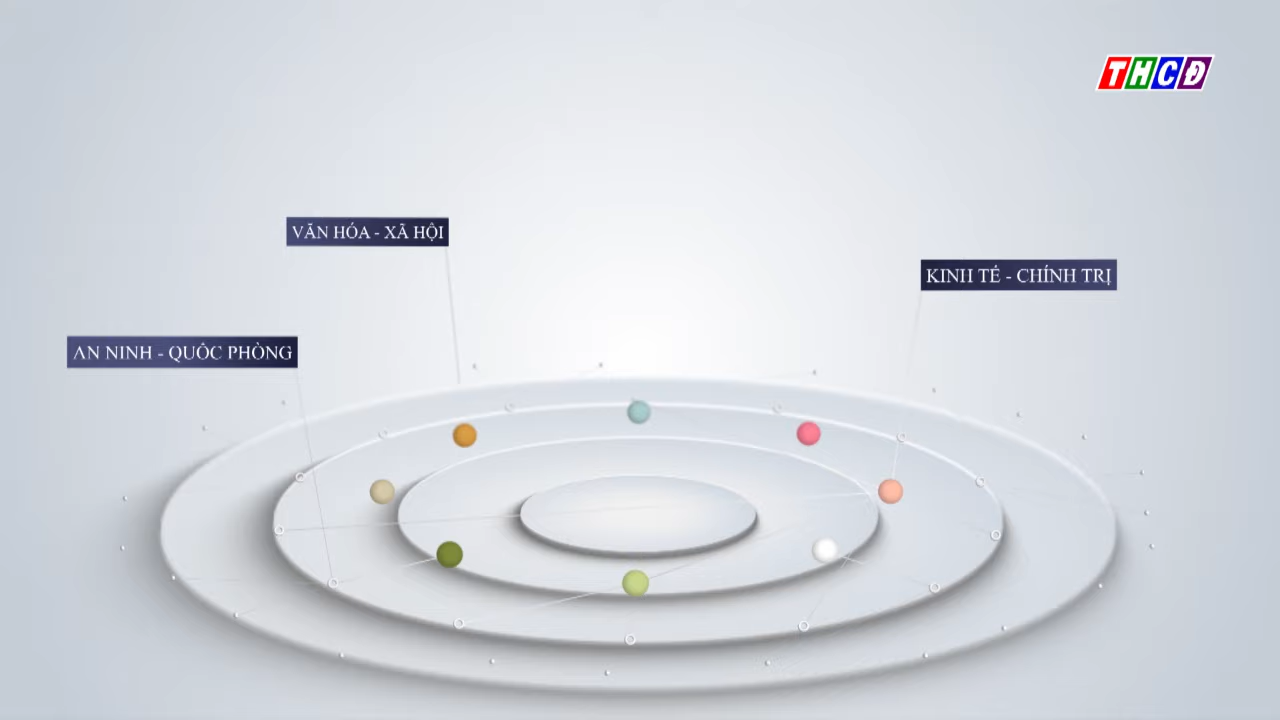 THCĐ
VĂN HÓA - XÃ HỘI
KINH TẾ - CHÍNH TRỊ
AN NINH - QUỐC PHÒNG